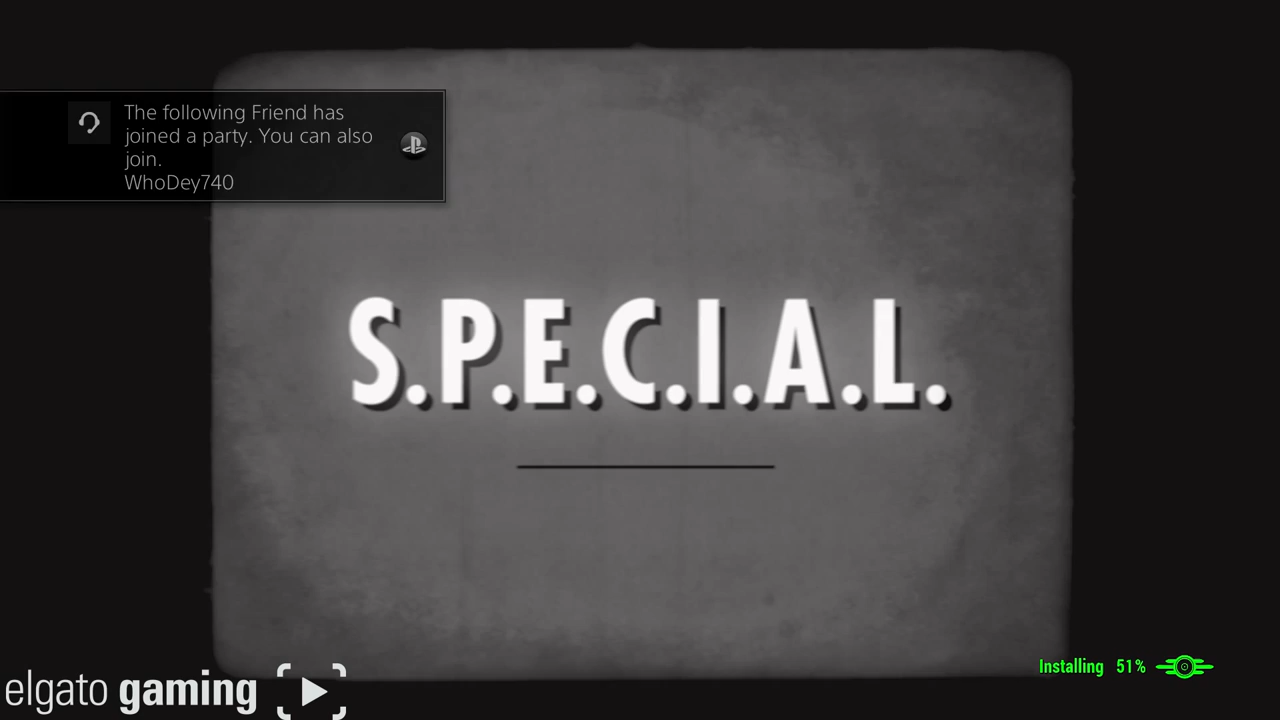 The following Friend has
joined a party. You can also
join.
WhoDey740
S.P.E.C.I.A.L.
Installing 51%
elgato gaming